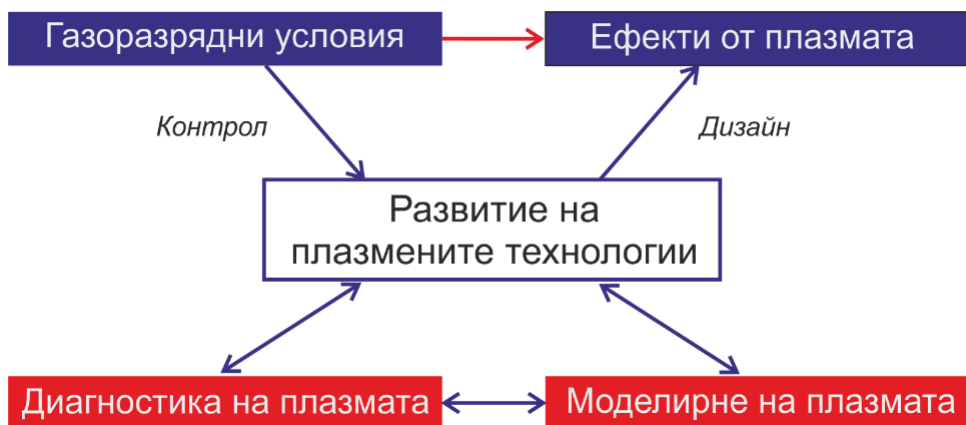 Газоразрядни условия
Ефекти от плазмата
Контрол
Дизайн
Развитие на
плазмените технологии
Диагностика на плазмата
Моделирне на плазмата